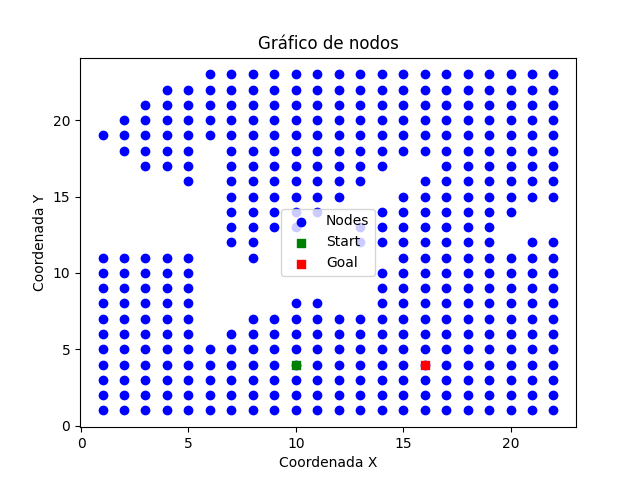 Gráfico de nodos
Coordenada Y
20
15
10
5
0
Nodes
Start
Goal
0 5 10 15 20
Coordenada X